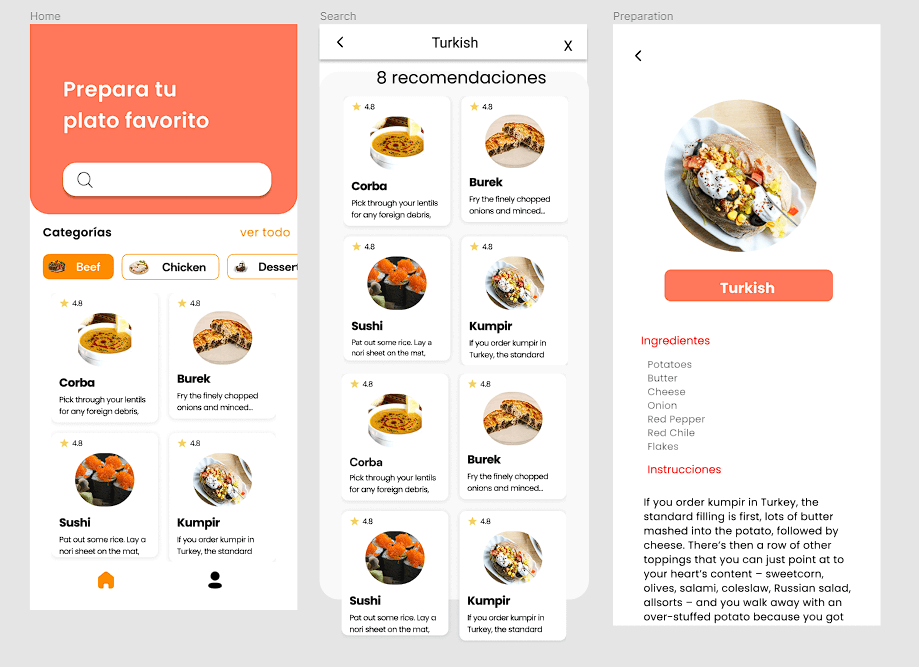 Home
Prepara tu
plato favorito
Categorías
ver todo
Beef
Chicken
Dessert
4.8
Corba
Pick through your lentils
for any foreign debris,
4.8
Burek
Fry the finely chopped
onions and minced...
4.8
Sushi
Pat out some rice. Lay a
nori sheet on the mat,
4.8
Kumpir
If you order kumpir in
Turkey, the standard
Search
Turkish
X
8 recomendaciones
4.8
Corba
Pick through your lentils
for any foreign debris,
4.8
Burek
Fry the finely chopped
onions and minced...
4.8
Sushi
Pat out some rice. Lay a
nori sheet on the mat,
4.8
Kumpir
If you order kumpir in
Turkey, the standard
4.8
Corba
Pick through your lentils
for any foreign debris,
4.8
Burek
Fry the finely chopped
onions and minced...
4.8
Sushi
Pat out some rice. Lay a
nori sheet on the mat,
4.8
Kumpir
If you order kumpir in
Turkey, the standard
Preparation
Turkish
Ingredientes
Potatoes
Butter
Cheese
Onion
Red Pepper
Red Chile
Flakes
Instrucciones
If you order kumpir in Turkey, the
standard filling is first, lots of butter
mashed into the potato, followed by
cheese. There's then a row of other
toppings that you can just point at to
your heart's content – sweetcorn,
olives, salami, coleslaw, Russian salad,
allsorts – and you walk away with an
over-stuffed potato because you got